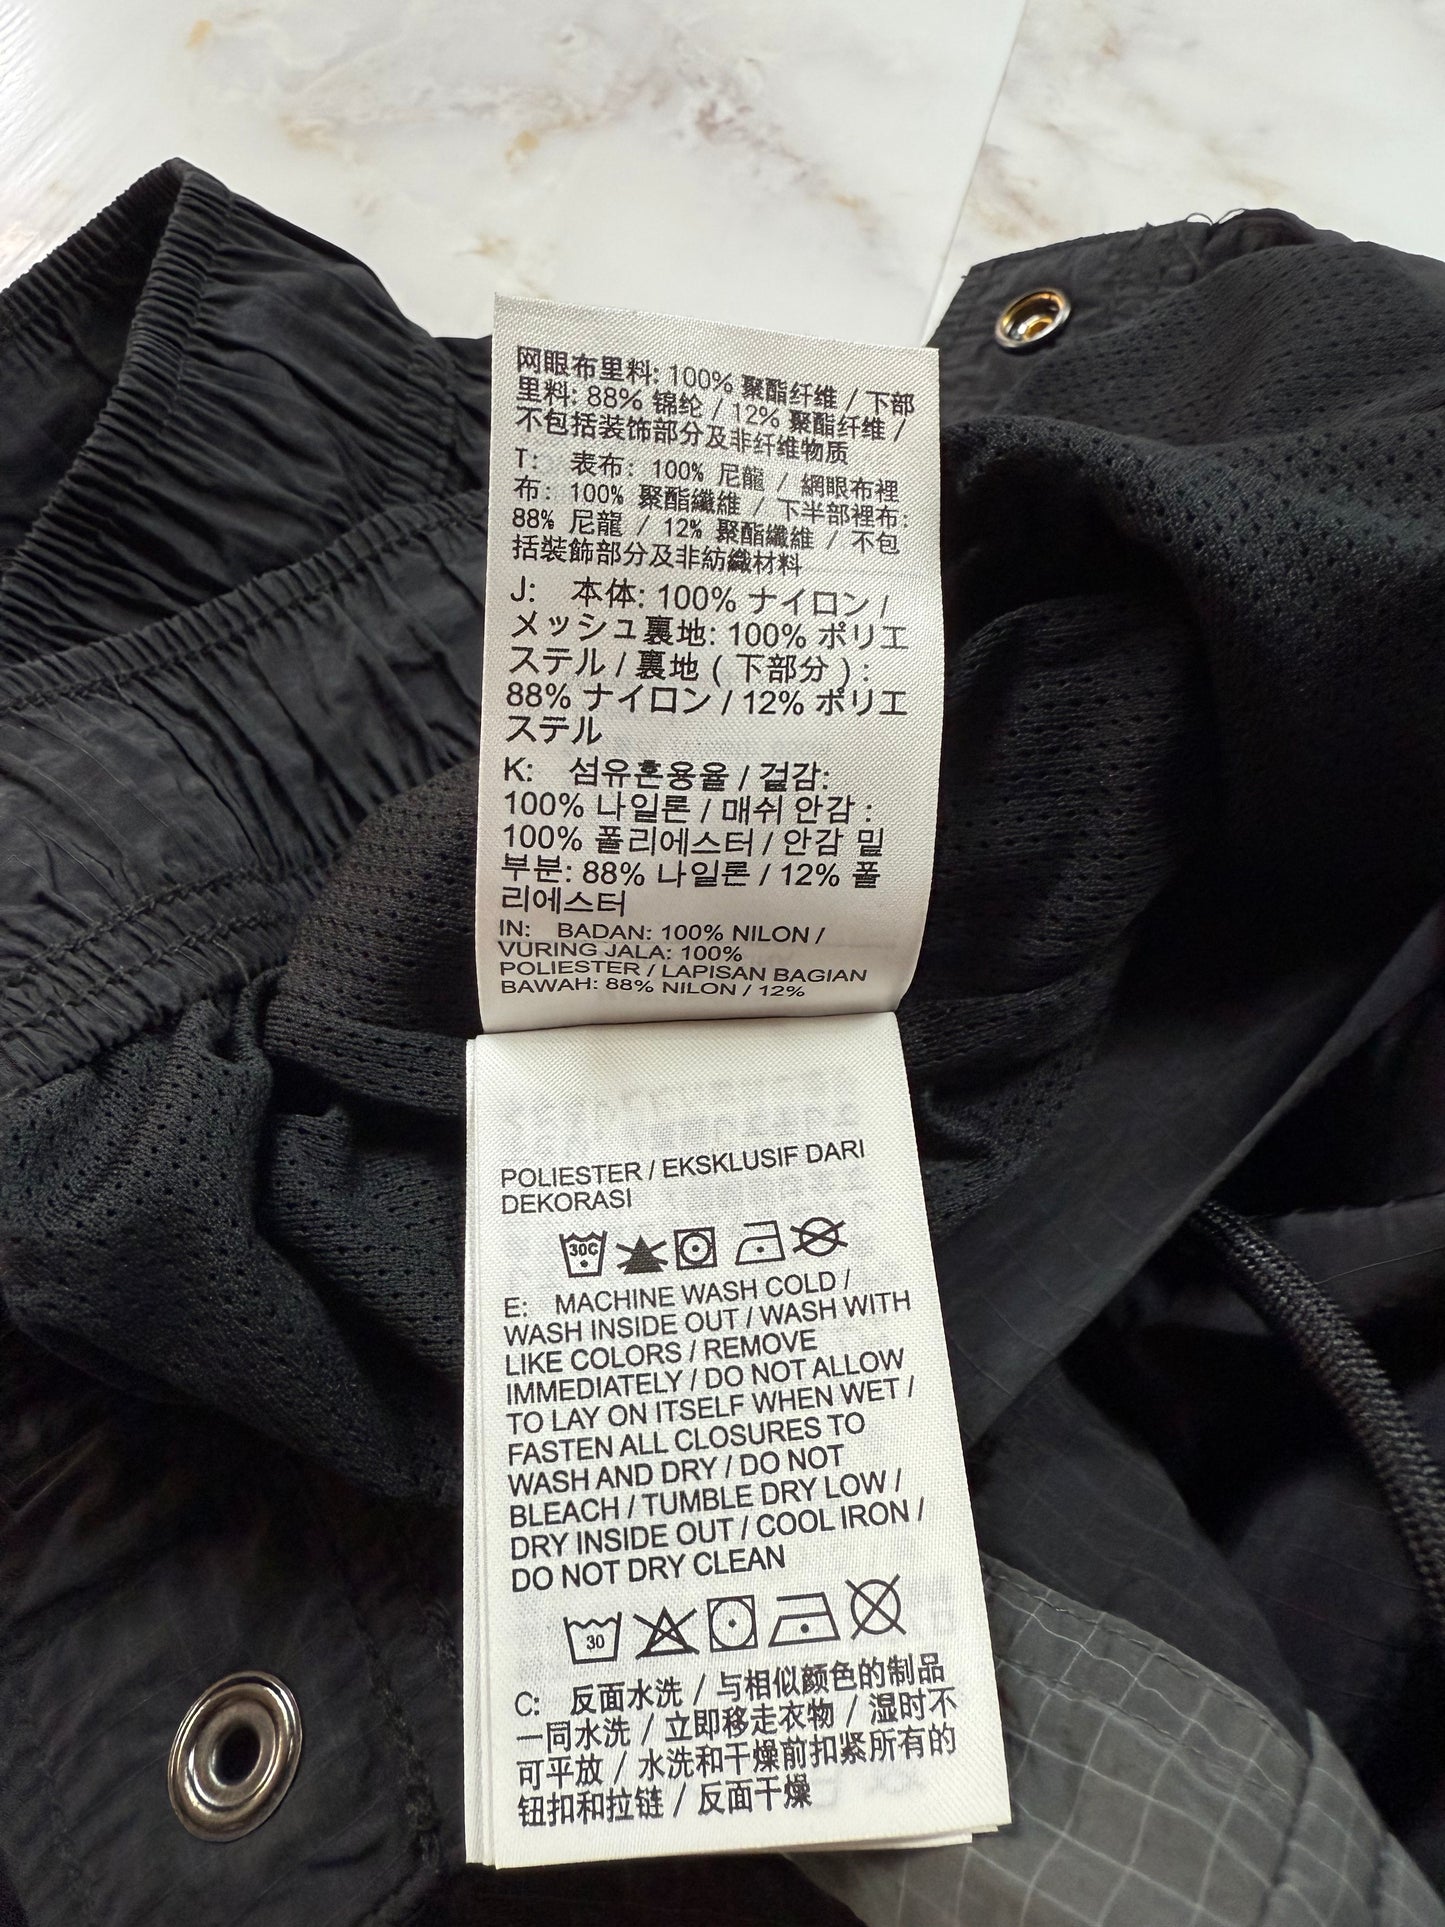 网眼布里料: 100% 聚酯纤维 / 下部
里料: 88% 锦纶 / 12% 聚酯纤维 /
不包括装饰部分及非纤维物质
T: 表布: 100% 尼龍 / 網眼布裡
布: 100% 聚酯纖維 / 下半部裡布:
88% 尼龍 / 12% 聚酯纖維 / 不包
括裝飾部分及非紡織材料
J: 本体: 100% ナイロン /
メッシュ裏地: 100% ポリエ
ステル / 裏地 ( 下部分 ) :
88% ナイロン / 12% ポリエ
ステル
K: 섬유혼용율 / 겉감:
100% 나일론 / 매쉬 안감 :
100% 폴리에스터 / 안감 밑
부분: 88% 나일론 / 12% 폴
리에스터
IN: BADAN: 100% NILON /
VURING JALA: 100%
POLIESTER / LAPISAN BAGIAN
BAWAH: 88% NILON / 12%
POLIESTER / EKSKLUSIF DARI
DEKORASI
30C
E: MACHINE WASH COLD /
WASH INSIDE OUT / WASH WITH
LIKE COLORS / REMOVE
IMMEDIATELY / DO NOT ALLOW
TO LAY ON ITSELF WHEN WET /
FASTEN ALL CLOSURES TO
WASH AND DRY / DO NOT
BLEACH / TUMBLE DRY LOW /
DRY INSIDE OUT / COOL IRON /
DO NOT DRY CLEAN
30
C: 反面水洗 / 与相似颜色的制品
一同水洗 / 立即移走衣物 / 湿时不
可平放 / 水洗和干燥前扣紧所有的
钮扣和拉链 / 反面干燥